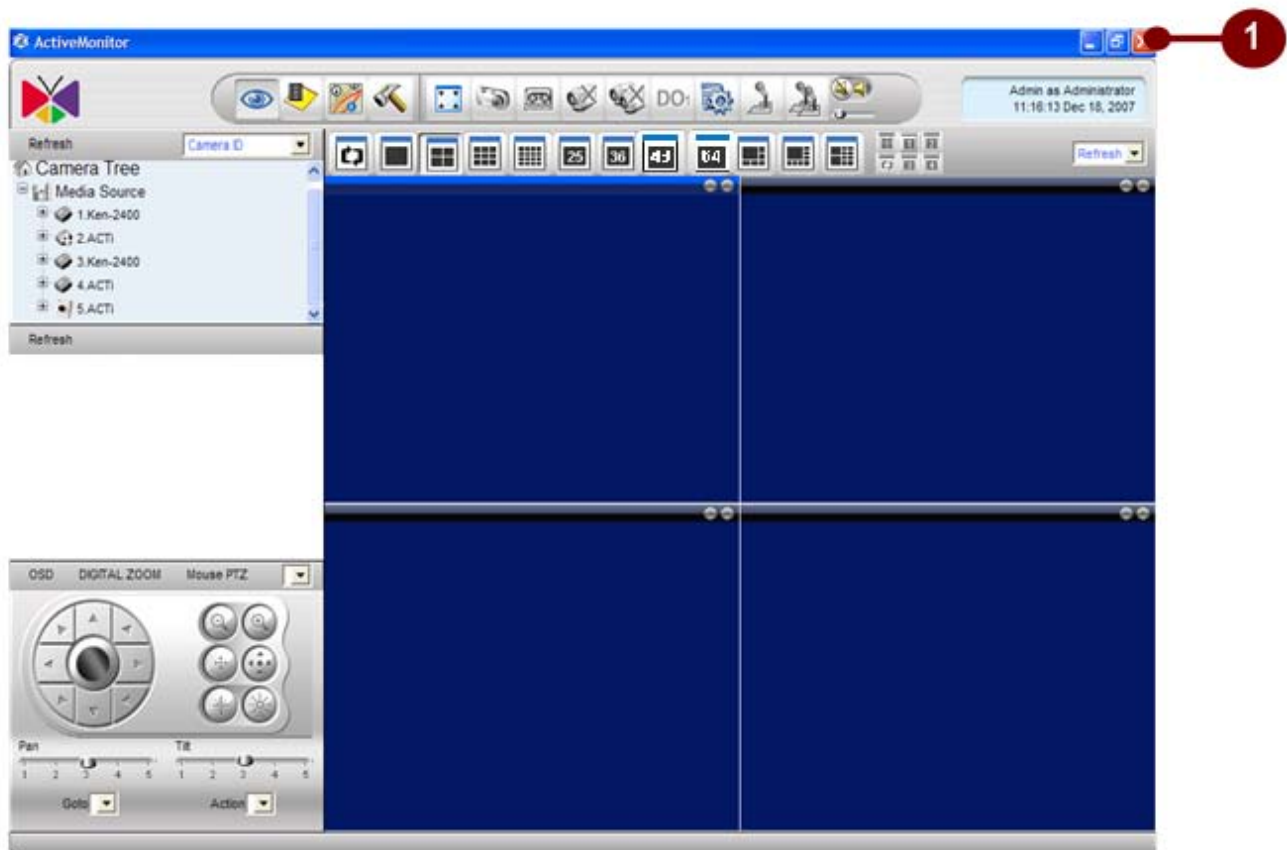 ActiveMonitor
1
DO1
Admin as Administrator
11:16:13 Dec 18, 2007
Refresh
Camera ID
25
36
49
64
Refresh
Camera Tree
Media Source
1.Ken-2400
2.ACTi
3.Ken-2400
4.ACTi
5.ACTi
Refresh
OSD DIGITAL ZOOM Mouse PTZ
Pan Tilt
1 2 3 4 5 1 2 3 4 5
Goto Action